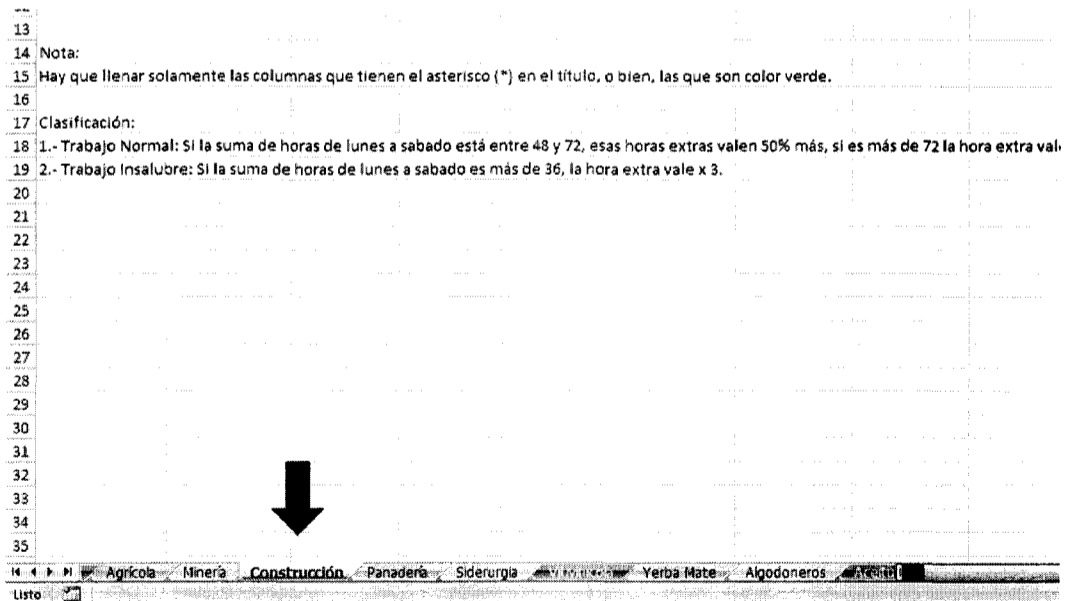 13
14 Nota:
15 Hay que llenar solamente las columnas que tienen el asterisco (*) en el título, o bien, las que son color verde.
16
17 Clasificación:
18 1.- Trabajo Normal: Si la suma de horas de lunes a sabado está entre 48 y 72, esas horas extras valen 50% más, si es más de 72 la hora extra val
19 2.- Trabajo Insalubre: Si la suma de horas de lunes a sabado es más de 36, la hora extra vale x 3.
20
21
22
23
24
25
26
27
28
29
30
31
32
33
34
35
Agrícola Minería Construcción Panadería Siderurgia Yerba Mate Algodoneros
Listo